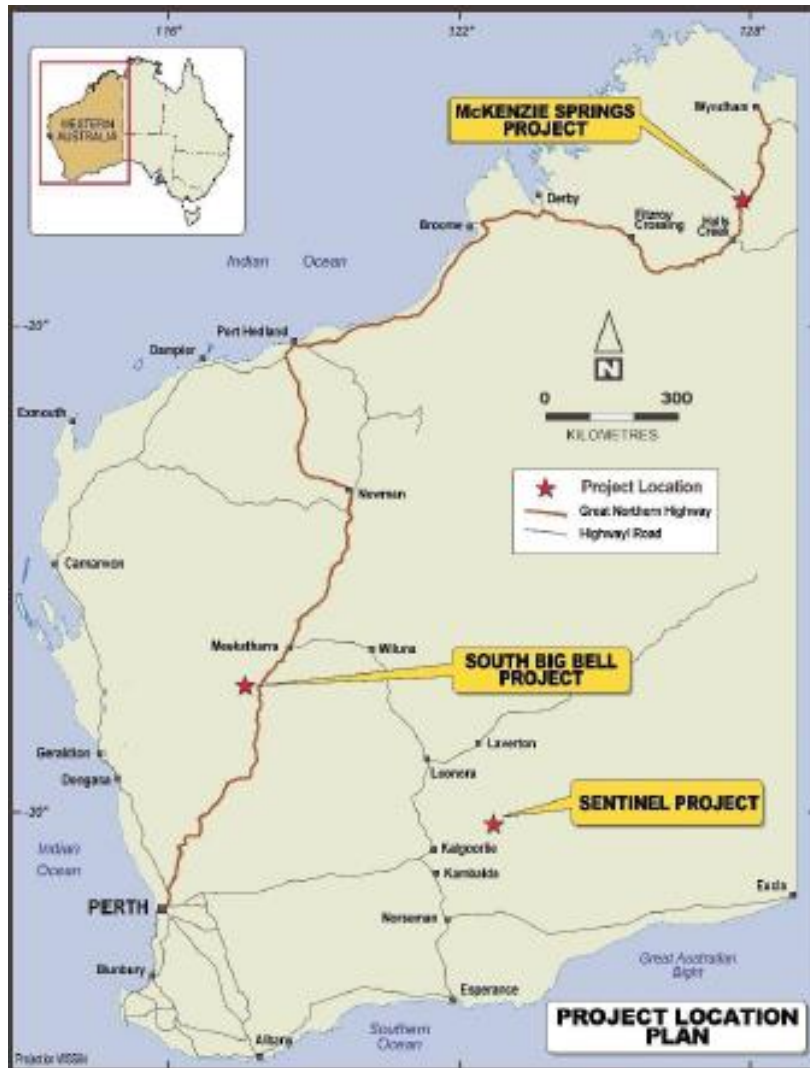 116°
122°
128°
WESTERN
AUSTRALIA
McKENZIE SPRINGS
PROJECT
Wyndham
Derby
Broome
Fitzroy
Crossing
Halls
Creek
Indian Ocean
-20°
Port Hedland
Dampier
Exmouth
N
0 300
KILOMETRES
Project Location
Great Northern Highway
Highway/ Road
Newman
Carnarvon
Meekatharra
Wiluna
SOUTH BIG BELL
PROJECT
Geraldton
Dongara
Laverton
Leonora
SENTINEL PROJECT
-30°
Indian
Ocean
Kalgoorlie
Kambalda
PERTH
Eucla
Norseman
Bunbury
Great Australian
Bight
Esperance
Southern
Ocean
Albany
PROJECT LOCATION
PLAN